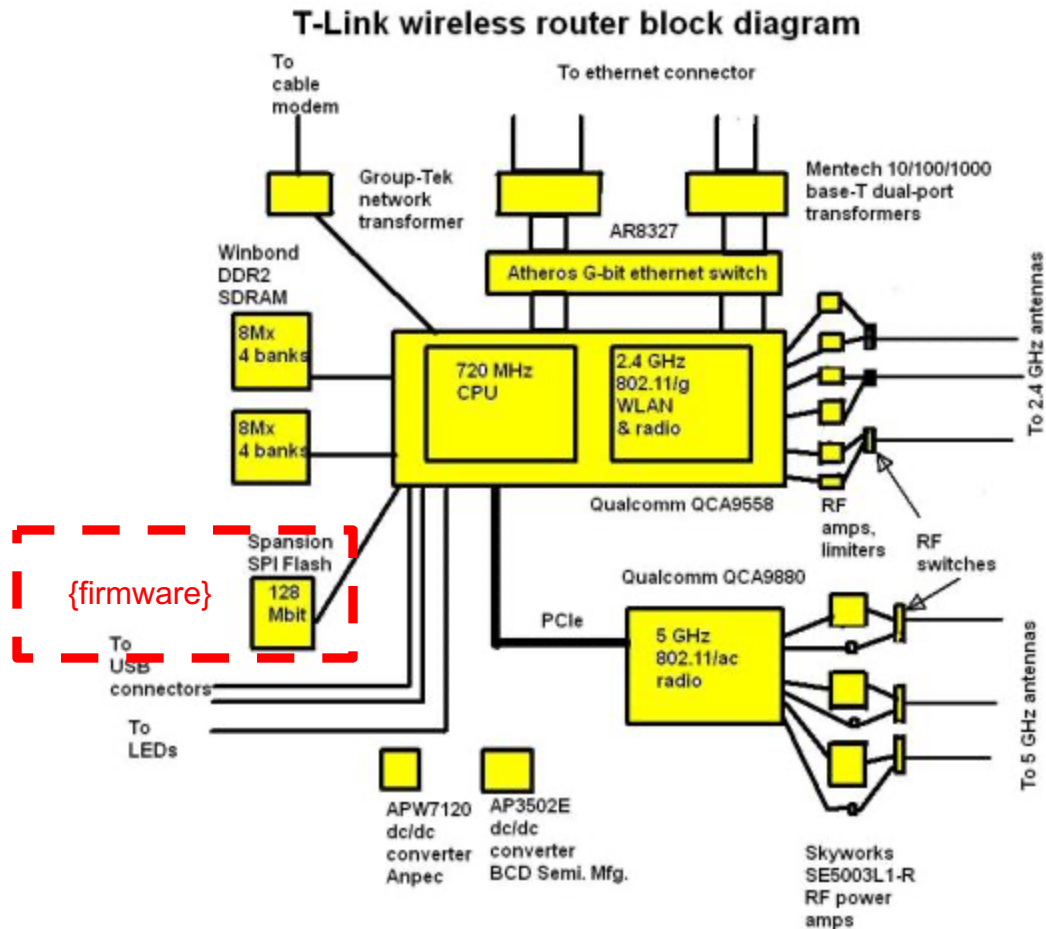 T-Link wireless router block diagram
To
cable
modem
To ethernet connector
Group-Tek
network
transformer
Mentech 10/100/1000
base-T dual-port
transformers
AR8327
Atheros G-bit ethernet switch
Winbond
DDR2
SDRAM
8Mx
4 banks
8Mx
4 banks
720 MHz
CPU
2.4 GHz
802.11/g
WLAN
& radio
To 2.4 GHz antennas
Qualcomm QCA9558
RF
amps,
limiters
RF
switches
Spansion
SPI Flash
128
Mbit
{firmware}
Qualcomm QCA9880
PCIe
5 GHz
802.11/ac
radio
To
USB
connectors
To
LEDs
To 5 GHz antennas
APW7120
dc/dc
converter
Anpec
AP3502E
dc/dc
converter
BCD Semi. Mfg.
Skyworks
SE5003L1-R
RF power
amps